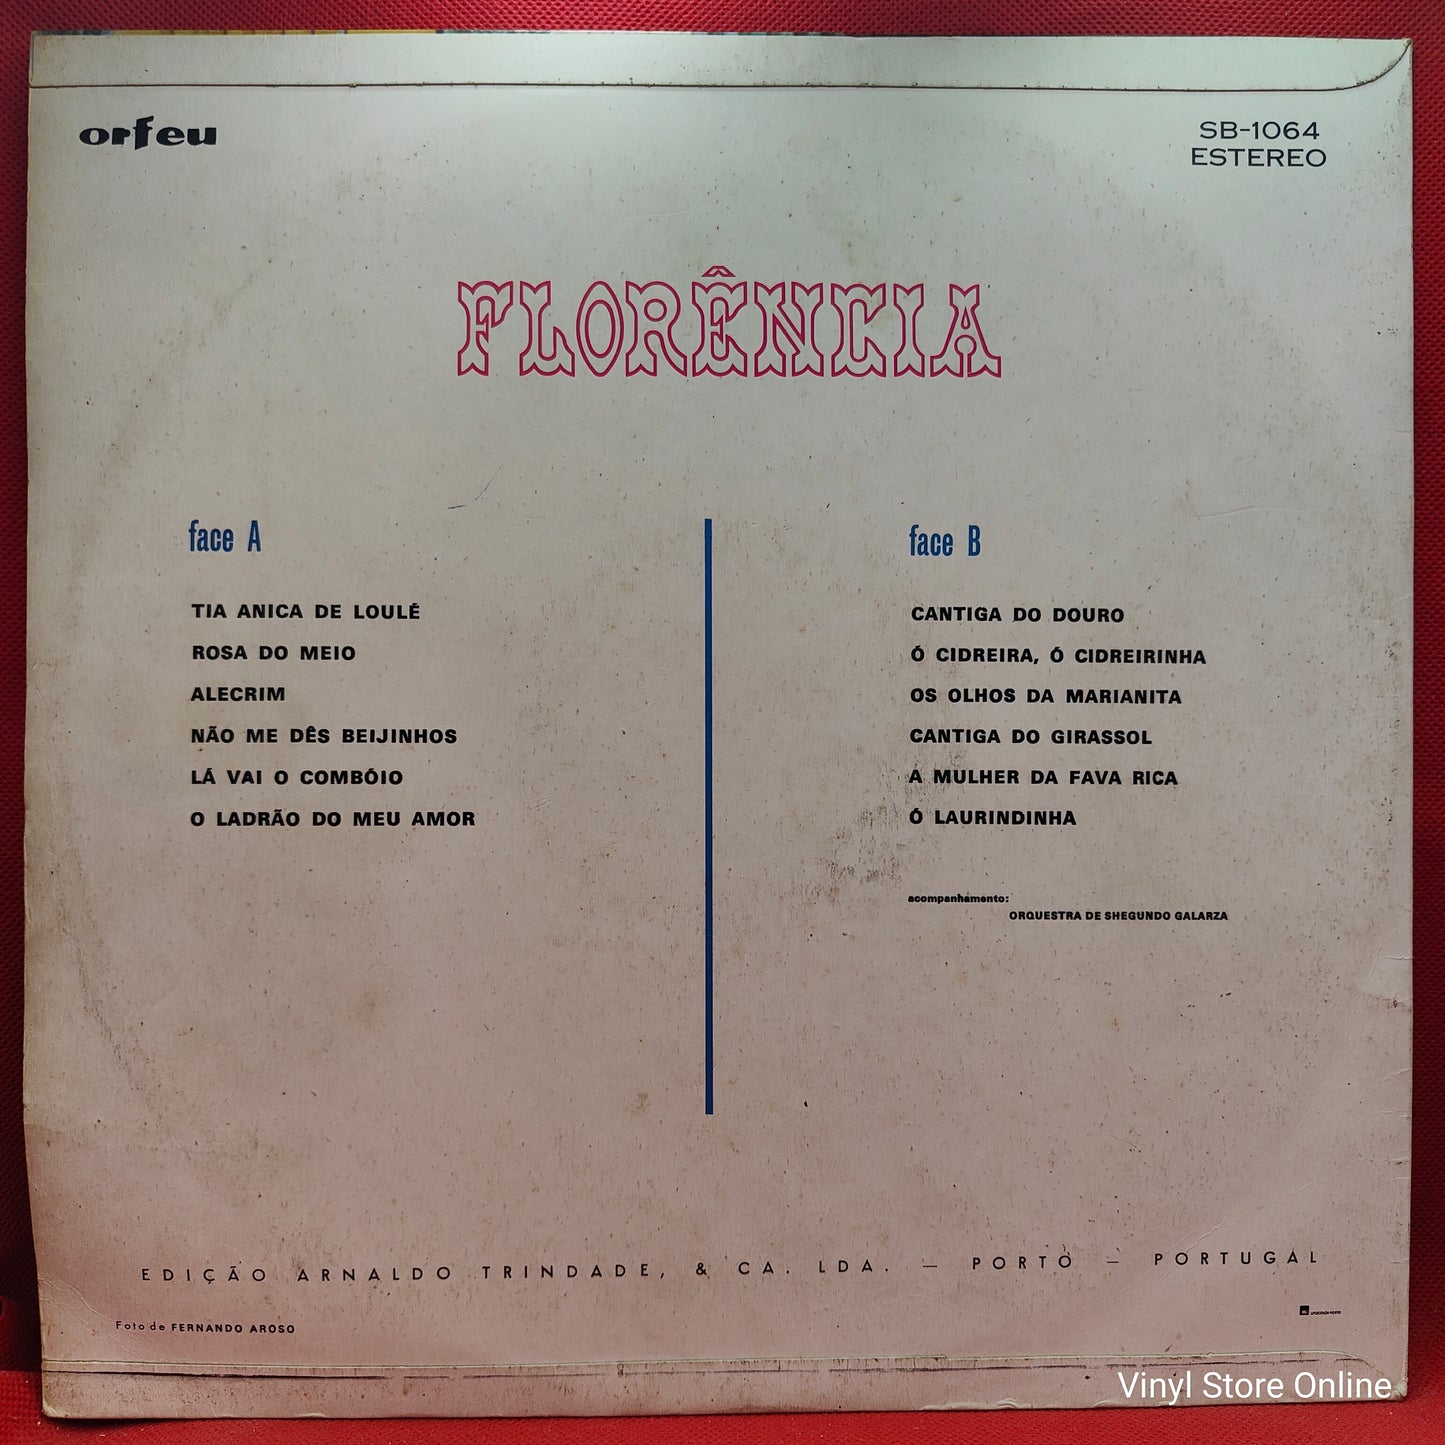 orfeu
SB-1064
ESTEREO
FLORÊNCIA
face A
TIA ANICA DE LOULÉ
ROSA DO MEIO
ALECRIM
NÃO ME DÊS BEIJINHOS
LÁ VAI O COMBÓIO
O LADRÃO DO MEU AMOR
face B
CANTIGA DO DOURO
Ó CIDREIRA, Ó CIDREIRINHA
OS OLHOS DA MARIANITA
CANTIGA DO GIRASSOL
A MULHER DA FAVA RICA
Ó LAURINDINHA
acompanhamento:
ORQUESTRA DE SHEGUNDO GALARZA
EDIÇÃO ARNALDO TRINDADE, & CA. LDA. — PORTO — PORTUGAL
Foto de FERNANDO AROSO
Vinyl Store Online